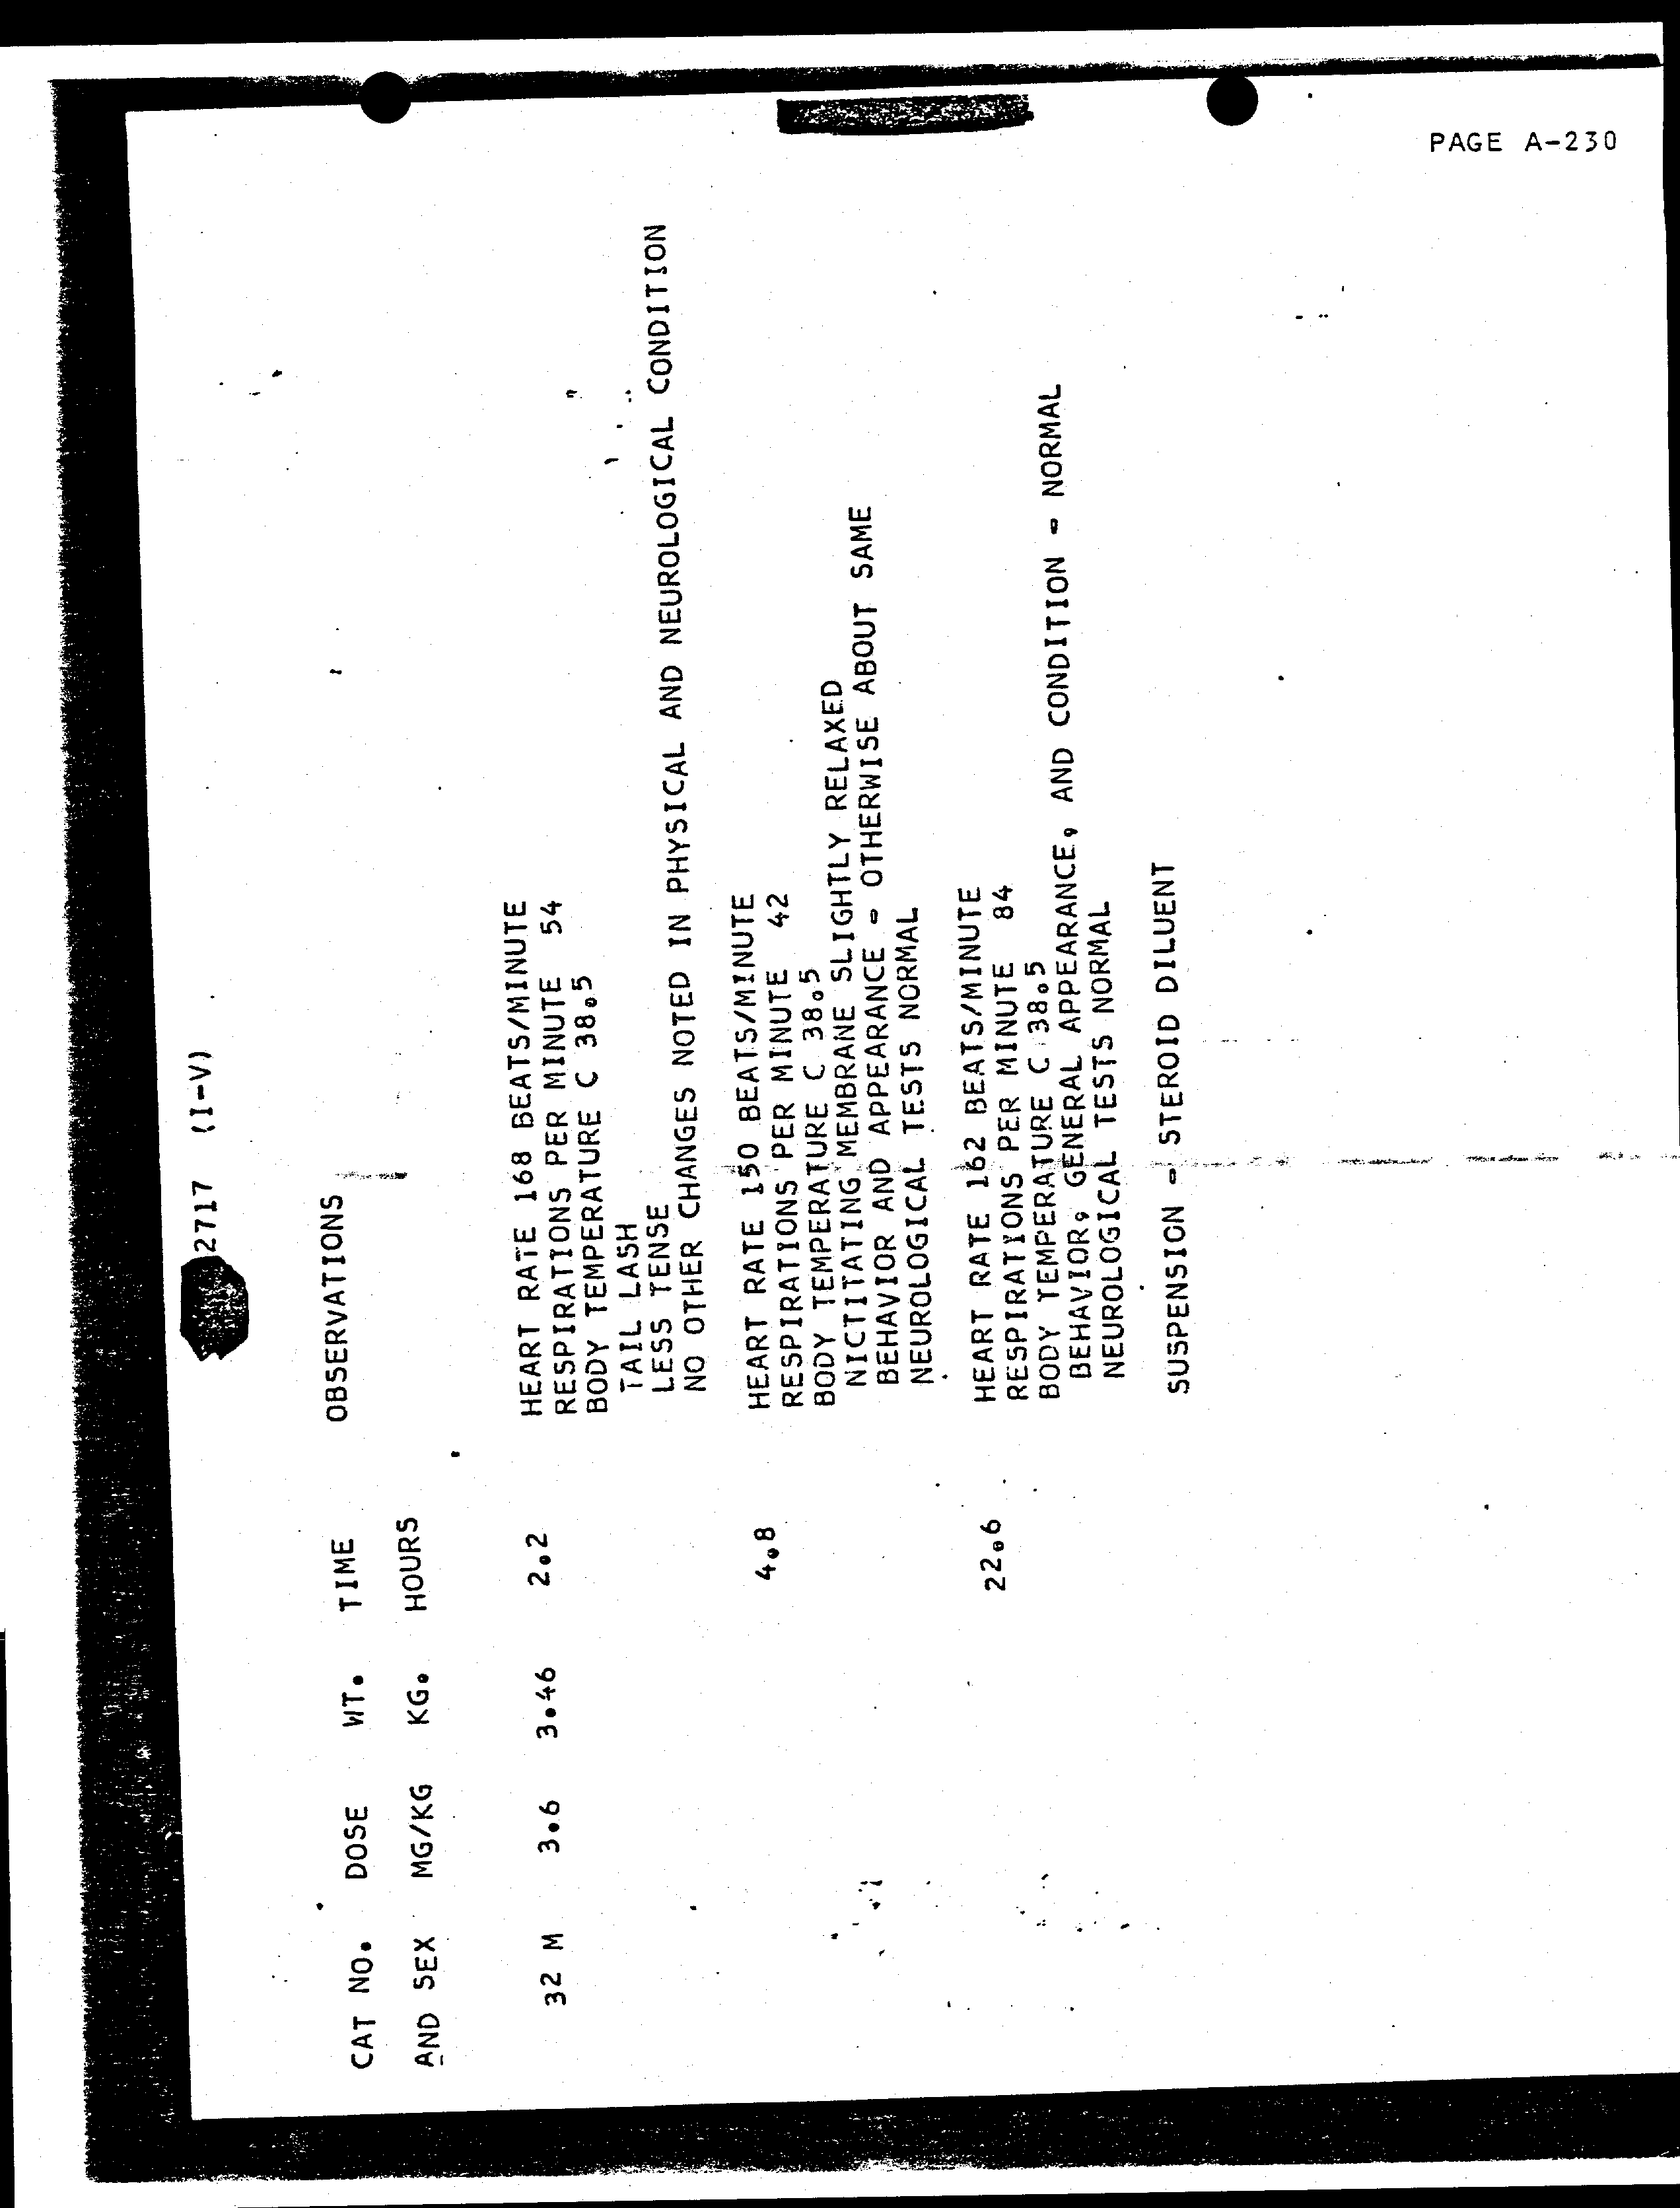 PAGE A-230
2717 (I-V)
CAT NO. DOSE WT. TIME OBSERVATIONS
AND SEX MG/KG KG. HOURS
32 M 3.6 3.46 2.2 HEART RATE 168 BEATS/MINUTE
RESPIRATIONS PER MINUTE 54
BODY TEMPERATURE C 38.5
TAIL LASH
LESS TENSE
NO OTHER CHANGES NOTED IN PHYSICAL AND NEUROLOGICAL CONDITION
4.8 HEART RATE 150 BEATS/MINUTE
RESPIRATIONS PER MINUTE 42
BODY TEMPERATURE C 38.5
NICTITATING MEMBRANE SLIGHTLY RELAXED
BEHAVIOR AND APPEARANCE - OTHERWISE ABOUT SAME
NEUROLOGICAL TESTS NORMAL
22.6 HEART RATE 162 BEATS/MINUTE
RESPIRATIONS PER MINUTE 84
BODY TEMPERATURE C 38.5
BEHAVIOR, GENERAL APPEARANCE, AND CONDITION - NORMAL
NEUROLOGICAL TESTS NORMAL
SUSPENSION - STEROID DILUENT